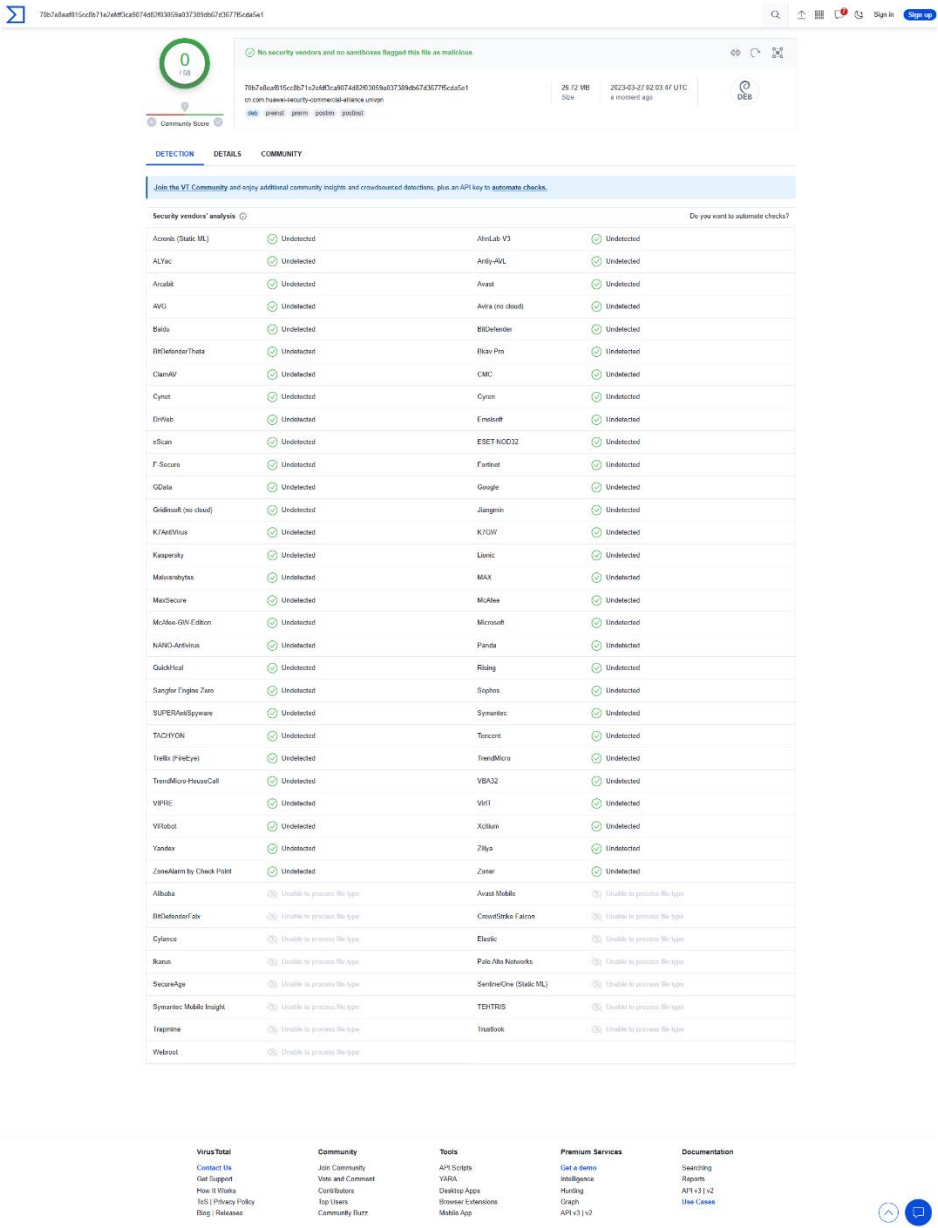 Sign in Sign up
7
0
/ 58
Community Score
No security vendors and no sandboxes flagged this file as malicious
cn.com.huawei-security-commercial-alliance.univpn
deb preinst prerm postrm postinst
26.72 MB
Size
2023-03-27 02:03:47 UTC
a moment ago
DEB
DETECTION DETAILS COMMUNITY
Join the VT Community and enjoy additional community insights and crowdsourced detections, plus an API key to automate checks.
Security vendors' analysis Do you want to automate checks?
Acronis (Static ML) Undetected AhnLab-V3 Undetected
ALYac Undetected Antiy-AVL Undetected
Arcabit Undetected Avast Undetected
AVG Undetected Avira (no cloud) Undetected
Baidu Undetected BitDefender Undetected
BitDefenderTheta Undetected Bkav Pro Undetected
ClamAV Undetected CMC Undetected
Cynet Undetected Cyren Undetected
DrWeb Undetected Emsisoft Undetected
eScan Undetected ESET-NOD32 Undetected
F-Secure Undetected Fortinet Undetected
GData Undetected Google Undetected
Gridinsoft (no cloud) Undetected Jiangmin Undetected
K7AntiVirus Undetected K7GW Undetected
Kaspersky Undetected Lionic Undetected
Malwarebytes Undetected MAX Undetected
MaxSecure Undetected McAfee Undetected
McAfee-GW-Edition Undetected Microsoft Undetected
NANO-Antivirus Undetected Panda Undetected
QuickHeal Undetected Rising Undetected
Sangfor Engine Zero Undetected Sophos Undetected
SUPERAntiSpyware Undetected Symantec Undetected
TACHYON Undetected Tencent Undetected
Trellix (FireEye) Undetected TrendMicro Undetected
TrendMicro-HouseCall Undetected VBA32 Undetected
VIPRE Undetected VirIT Undetected
ViRobot Undetected Xcitium Undetected
Yandex Undetected Zillya Undetected
ZoneAlarm by Check Point Undetected Zoner Undetected
Alibaba Unable to process file type Avast-Mobile Unable to process file type
BitDefenderFalx Unable to process file type CrowdStrike Falcon Unable to process file type
Cylance Unable to process file type Elastic Unable to process file type
Ikarus Unable to process file type Palo Alto Networks Unable to process file type
SecureAge Unable to process file type SentinelOne (Static ML) Unable to process file type
Symantec Mobile Insight Unable to process file type TEHTRIS Unable to process file type
Trapmine Unable to process file type Trustlook Unable to process file type
Webroot Unable to process file type
VirusTotal Community Tools Premium Services Documentation
Contact Us Join Community API Scripts Get a demo Searching
Get Support Vote and Comment YARA Intelligence Reports
How It Works Contributors Desktop Apps Hunting API v3 | v2
ToS | Privacy Policy Top Users Browser Extensions Graph Use Cases
Blog | Releases Community Buzz Mobile App API v3 | v2